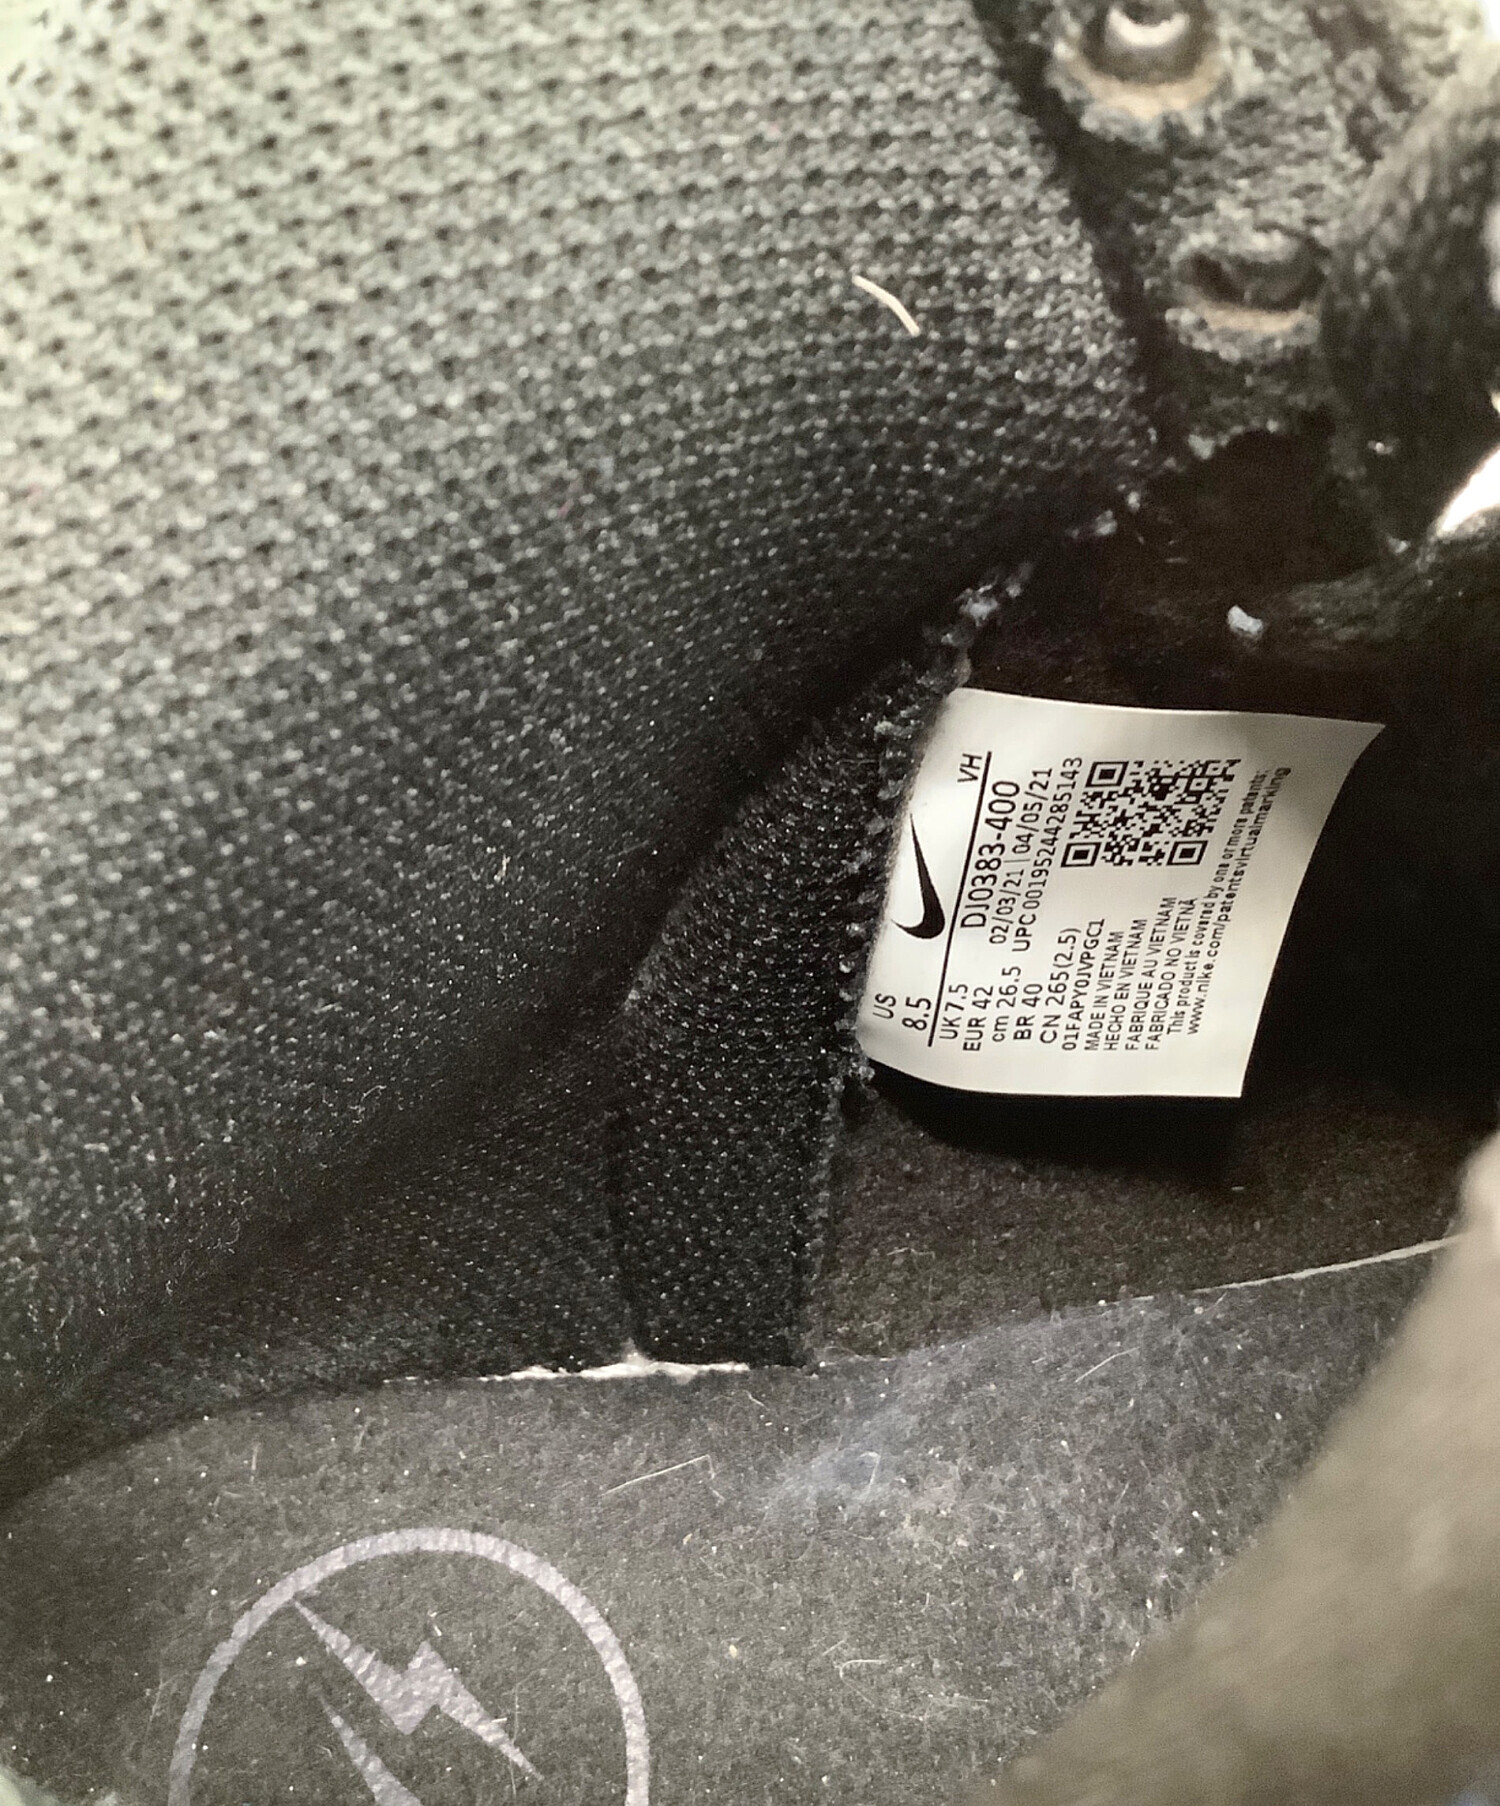 US VH
8.5
UK 7.5 DJ0383-400
EUR 42 02/03/21 | 04/05/21
cm 26.5 UPC 00195244285143
BR 40
CN 265 (2.5)
01FAPY0JVPGC1
MADE IN VIETNAM
HECHO EN VIETNAM
FABRIQUE AU VIETNAM
FABRICADO NO VIETNÃ
This product is covered by one or more patents:
www.nike.com/patentsvirtualmarking